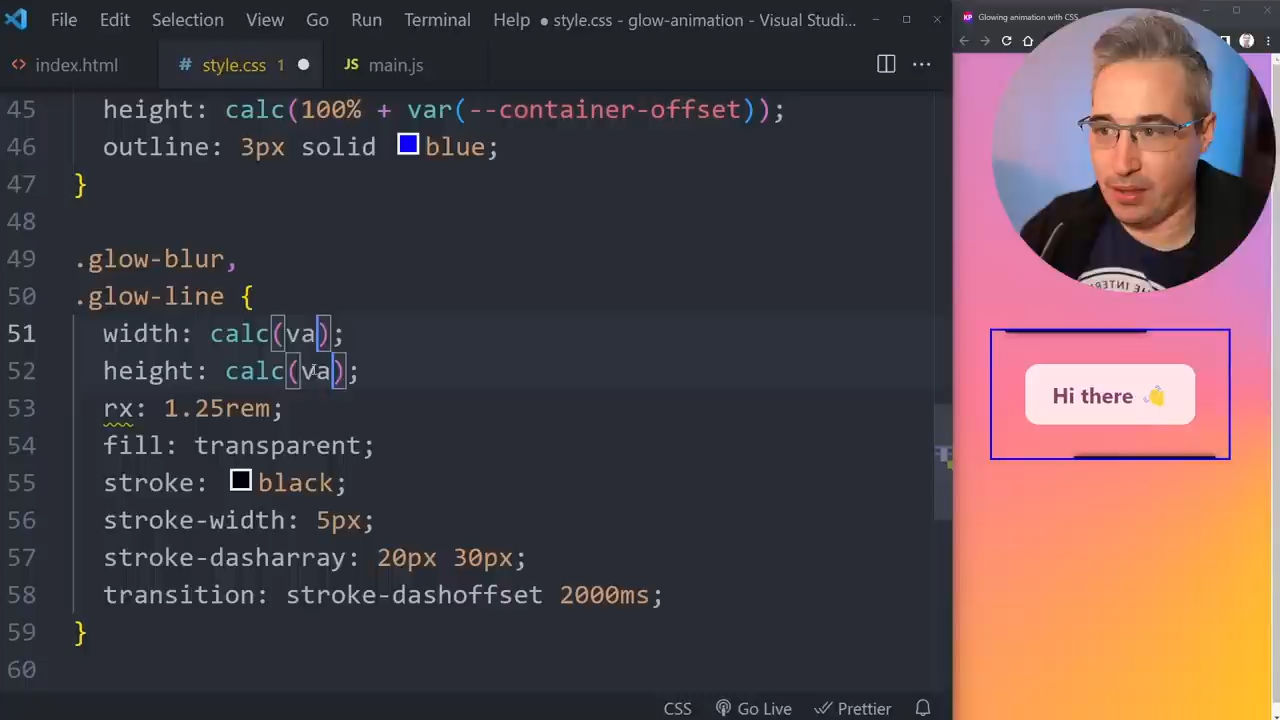 File Edit Selection View Go Run Terminal Help ● style.css - glow-animation - Visual Studi...
KP Glowing animation with CSS
<> index.html # style.css 1 ● JS main.js ...
45 height: calc(100% + var(--container-offset));
46 outline: 3px solid blue;
47 }
48
49 .glow-blur,
50 .glow-line {
51 width: calc(va);
52 height: calc(va);
53 rx: 1.25rem;
54 fill: transparent;
55 stroke: black;
56 stroke-width: 5px;
57 stroke-dasharray: 20px 30px;
58 transition: stroke-dashoffset 2000ms;
59 }
60
Hi there 👋
CSS Go Live Prettier